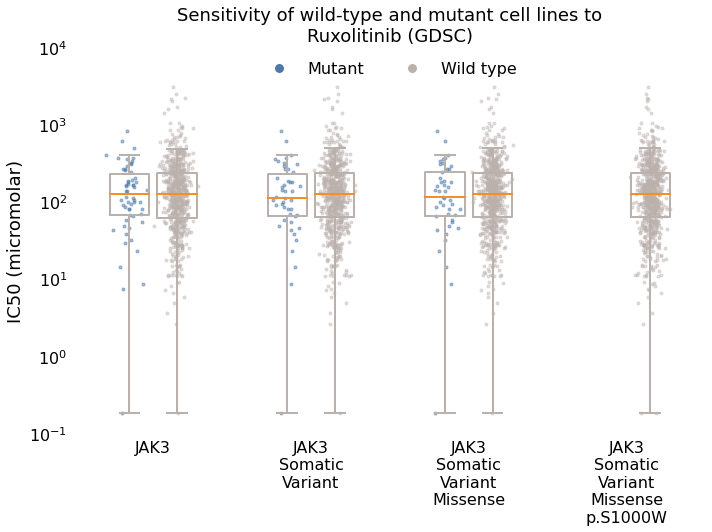 Sensitivity of wild-type and mutant cell lines to
Ruxolitinib (GDSC)
Mutant
Wild type
IC50 (micromolar)
10⁴
10³
10²
10¹
10⁰
10⁻¹
JAK3
JAK3
Somatic
Variant
JAK3
Somatic
Variant
Missense
JAK3
Somatic
Variant
Missense
p.S1000W